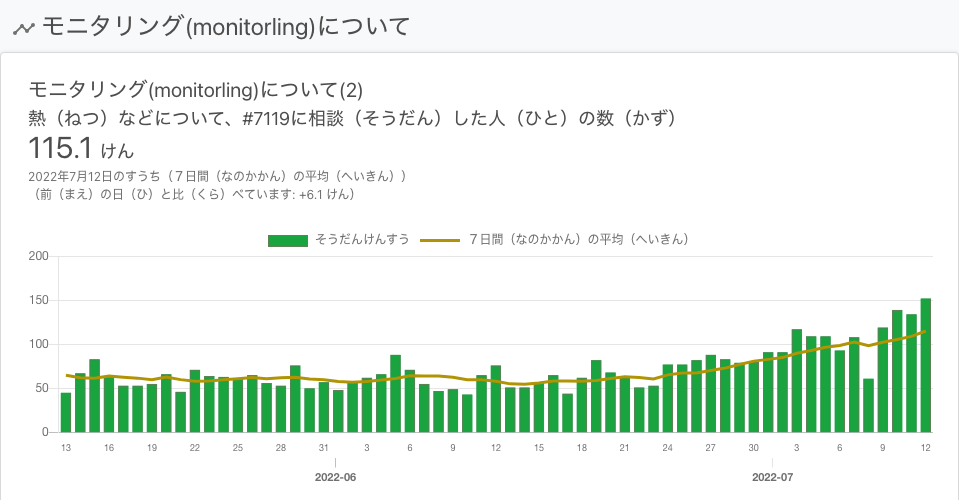 モニタリング(monitorling)について
モニタリング(monitorling)について(2)
熱（ねつ）などについて、#7119に相談（そうだん）した人（ひと）の数（かず）
115.1 けん
2022年7月12日のすうち（７日間（なのかかん）の平均（へいきん））
（前（まえ）の日（ひ）と比（くら）べています: +6.1 けん）
そうだんけんすう ７日間（なのかかん）の平均（へいきん）
200
150
100
50
0
13 16 19 22 25 28 31 3 6 9 12 15 18 21 24 27 30 3 6 9 12
2022-06 2022-07